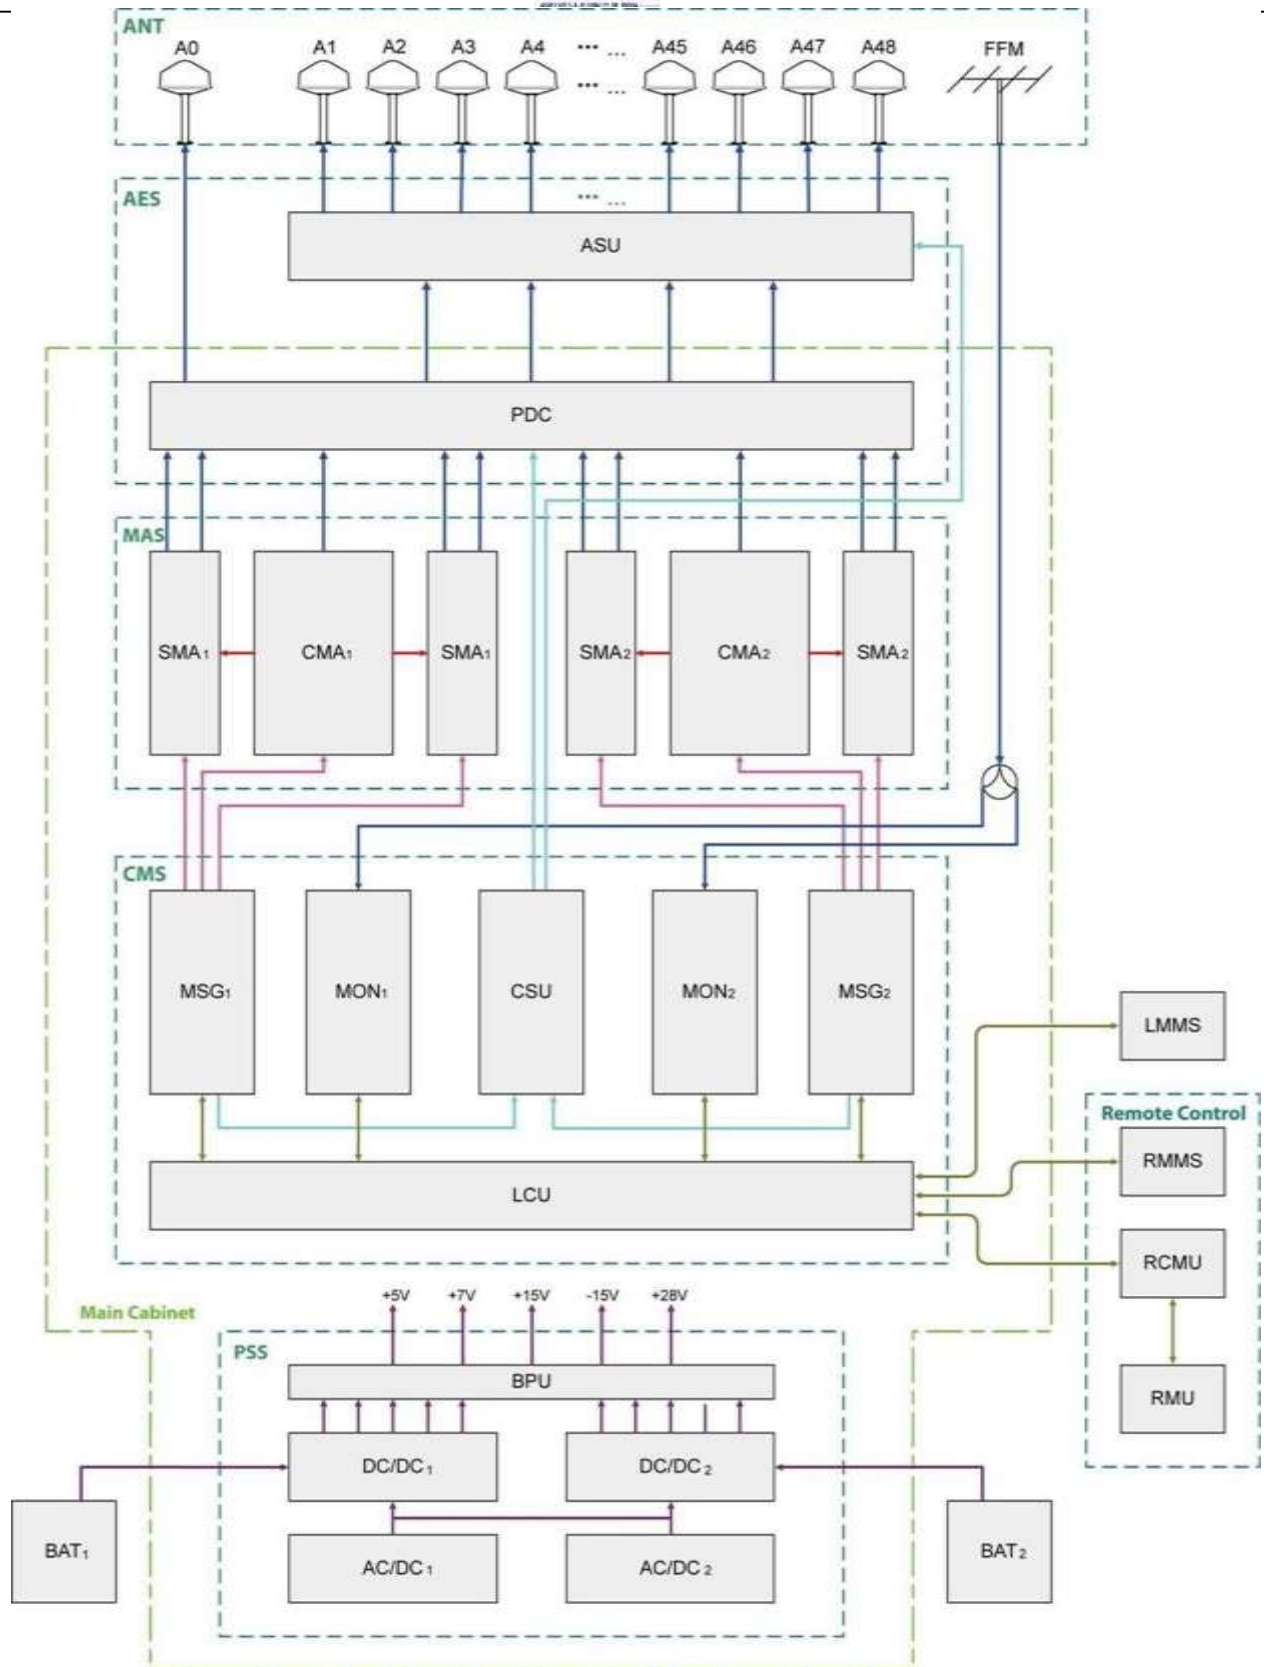 ANT
A0 A1 A2 A3 A4 ... ... A45 A46 A47 A48 FFM
... ...
AES
... ...
ASU
PDC
MAS
SMA1 CMA1 SMA1 SMA2 CMA2 SMA2
CMS
MSG1 MON1 CSU MON2 MSG2
LMMS
Remote Control
RMMS
LCU
RCMU
+5V +7V +15V -15V +28V
Main Cabinet
PSS
BPU
RMU
DC/DC1 DC/DC2
BAT1 BAT2
AC/DC1 AC/DC2